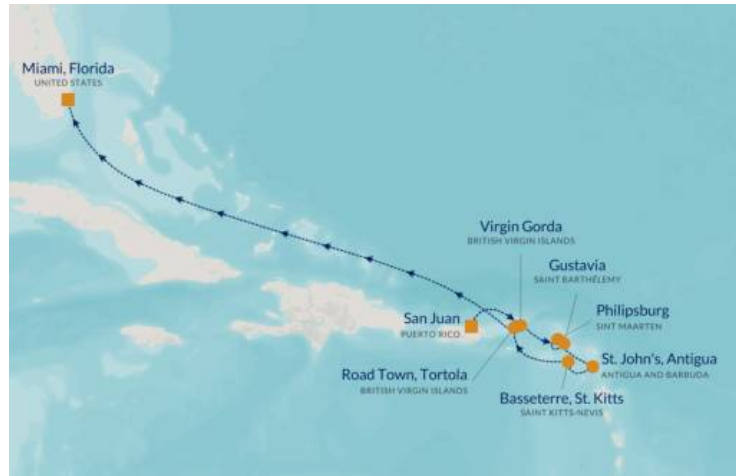 Miami, Florida
UNITED STATES
Virgin Gorda
BRITISH VIRGIN ISLANDS
Gustavia
SAINT BARTHÉLEMY
San Juan
PUERTO RICO
Philipsburg
SINT MAARTEN
Road Town, Tortola
BRITISH VIRGIN ISLANDS
St. John's, Antigua
ANTIGUA AND BARBUDA
Basseterre, St. Kitts
SAINT KITTS-NEVIS